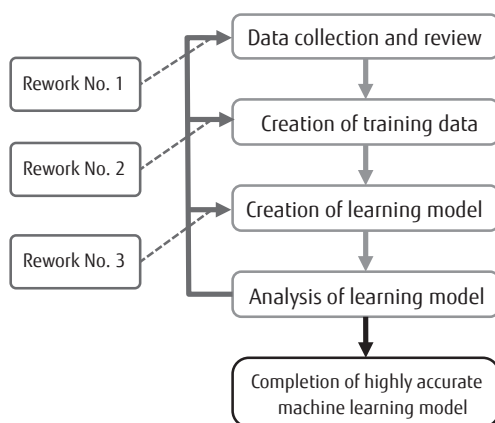 Data collection and review
Rework No. 1
Creation of training data
Rework No. 2
Creation of learning model
Rework No. 3
Analysis of learning model
Completion of highly accurate
machine learning model